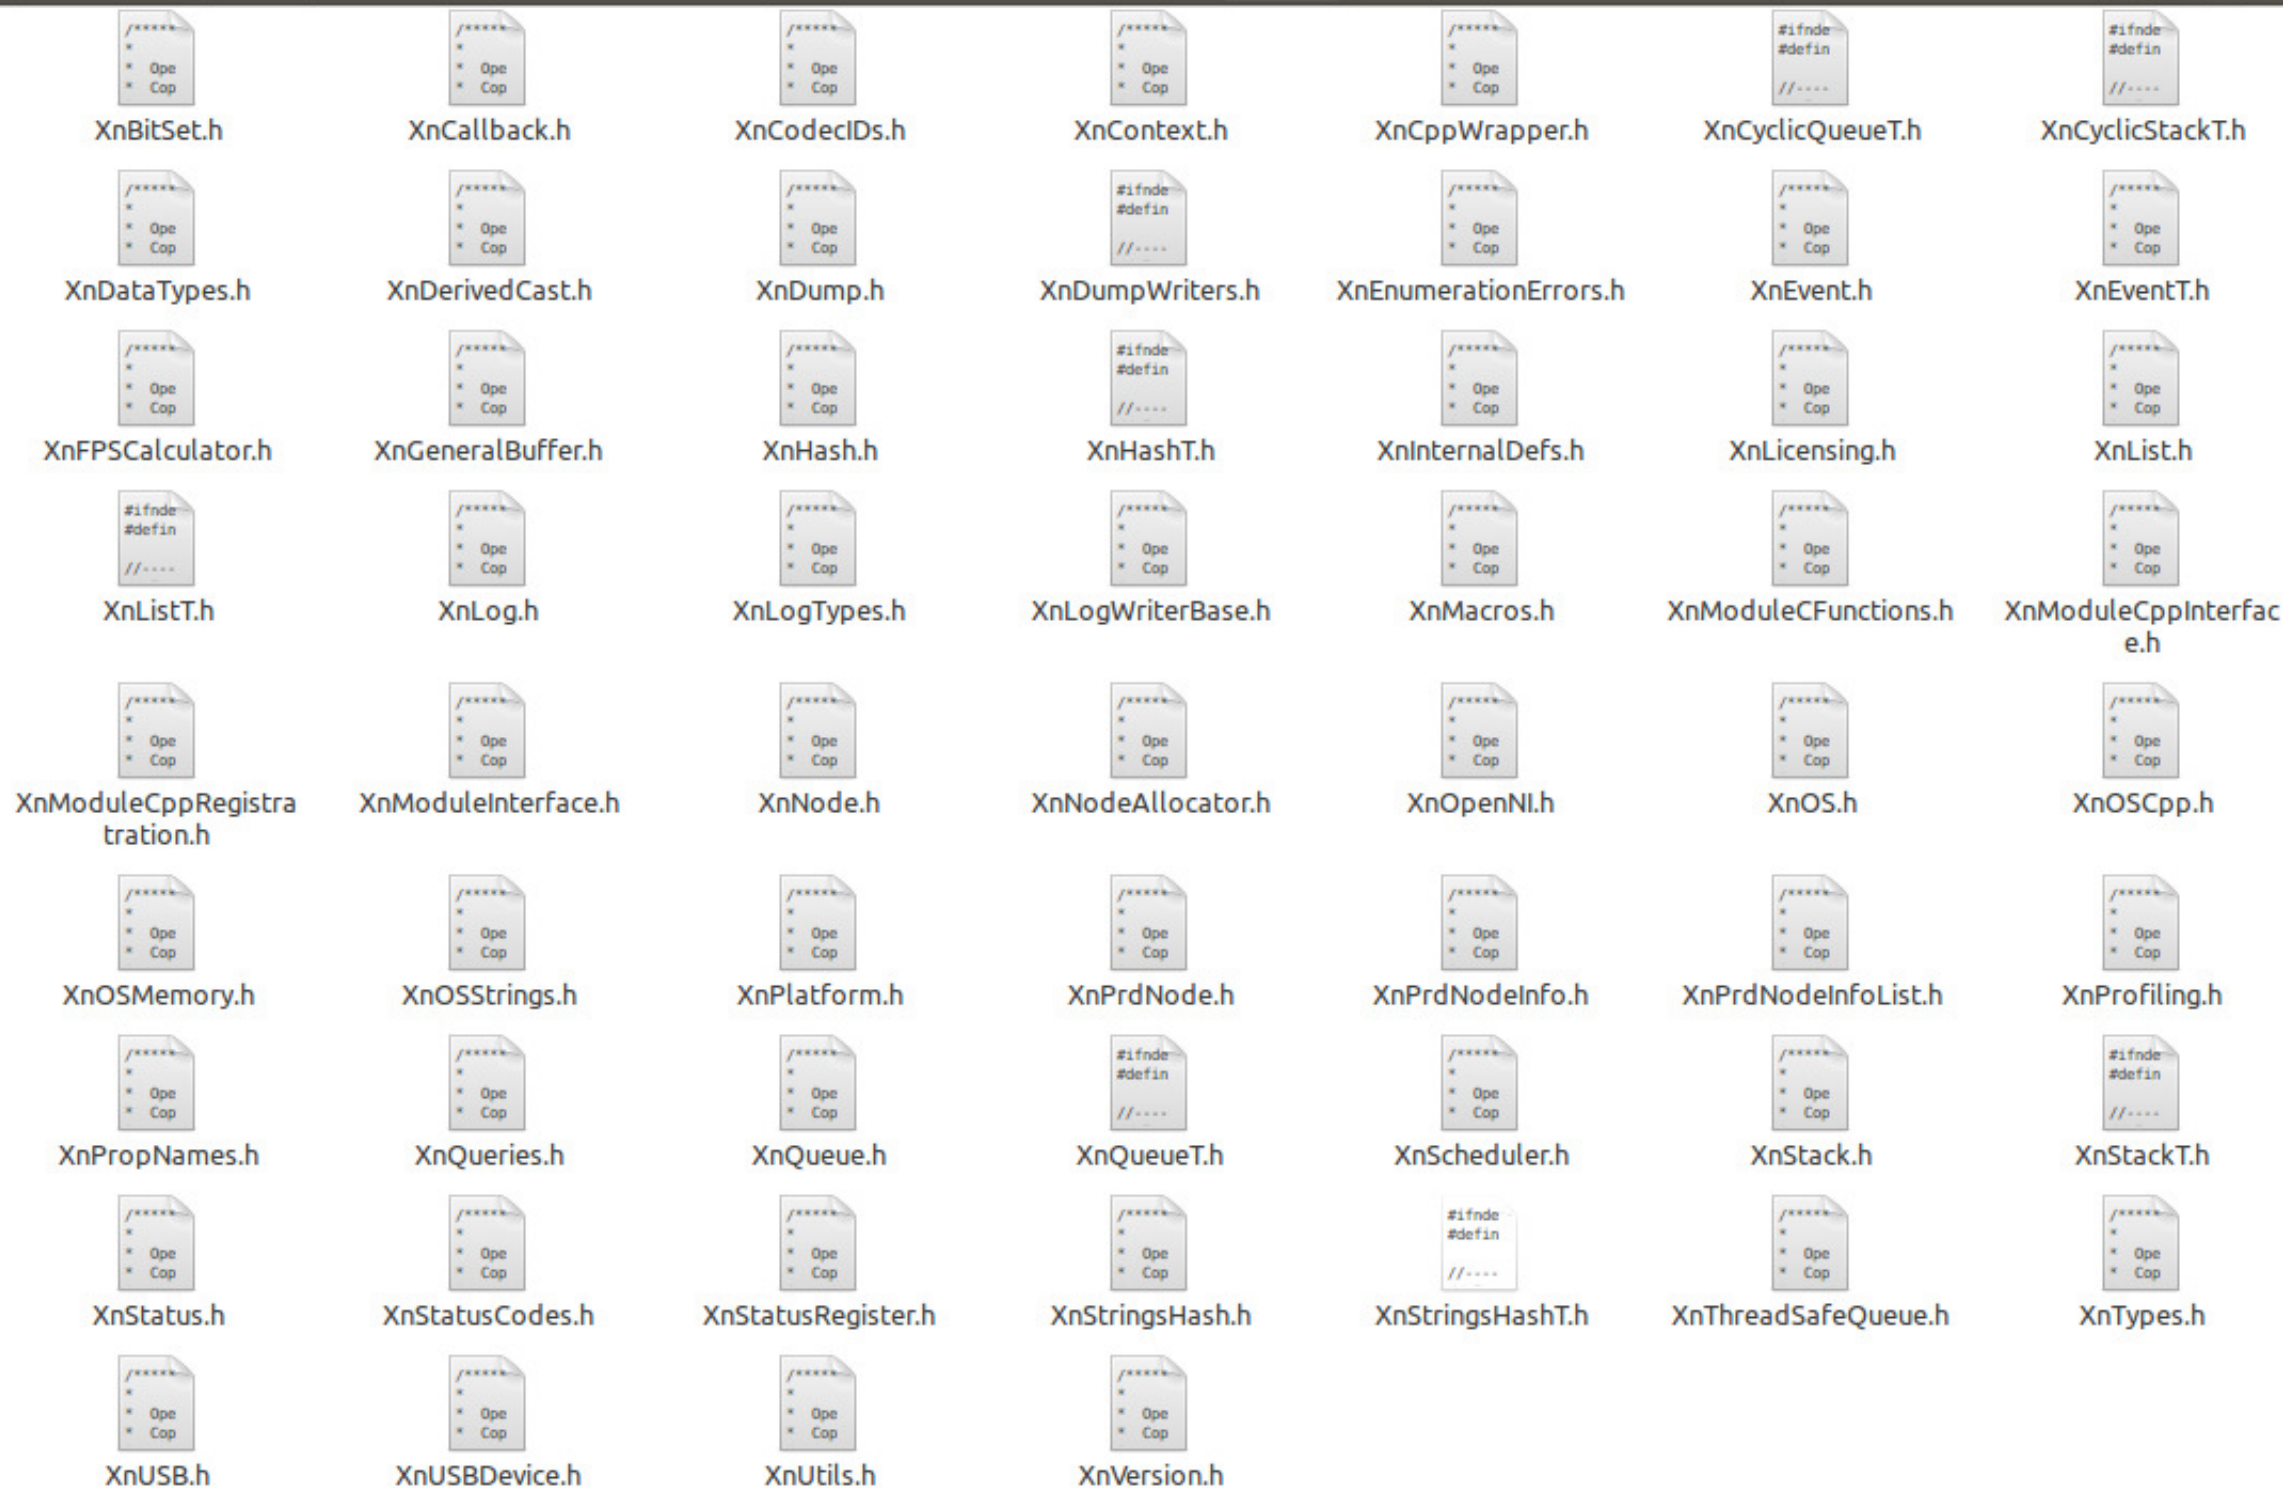 XnBitSet.h XnCallback.h XnCodecIDs.h XnContext.h XnCppWrapper.h XnCyclicQueueT.h XnCyclicStackT.h
XnDataTypes.h XnDerivedCast.h XnDump.h XnDumpWriters.h XnEnumerationErrors.h XnEvent.h XnEventT.h
XnFPSCalculator.h XnGeneralBuffer.h XnHash.h XnHashT.h XnInternalDefs.h XnLicensing.h XnList.h
XnListT.h XnLog.h XnLogTypes.h XnLogWriterBase.h XnMacros.h XnModuleCFunctions.h XnModuleCppInterfac
e.h
XnModuleCppRegistra XnModuleInterface.h XnNode.h XnNodeAllocator.h XnOpenNI.h XnOS.h XnOSCpp.h
tration.h
XnOSMemory.h XnOSStrings.h XnPlatform.h XnPrdNode.h XnPrdNodeInfo.h XnPrdNodeInfoList.h XnProfiling.h
XnPropNames.h XnQueries.h XnQueue.h XnQueueT.h XnScheduler.h XnStack.h XnStackT.h
XnStatus.h XnStatusCodes.h XnStatusRegister.h XnStringsHash.h XnStringsHashT.h XnThreadSafeQueue.h XnTypes.h
XnUSB.h XnUSBDevice.h XnUtils.h XnVersion.h